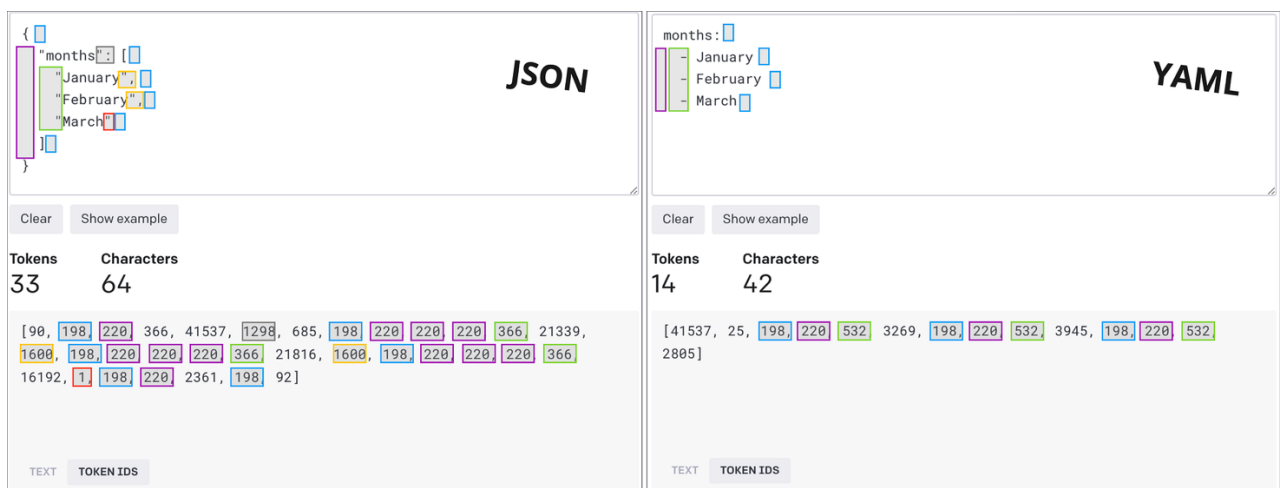 {
"months": [
"January",
"February",
"March"
]
}
JSON
Clear
Show example
Tokens
Characters
33
64
[90, 198, 220, 366, 41537, 1298, 685, 198 220 220, 220 366, 21339,
1600, 198, 220 220, 220, 366 21816, 1600, 198, 220 220, 220, 366
16192, 1, 198, 220, 2361, 198, 92]
TEXT
TOKEN IDS
months:
- January
- February
- March
YAML
Clear
Show example
Tokens
Characters
14
42
[41537, 25, 198, 220 532, 3269, 198, 220 532, 3945, 198, 220, 532,
2805]
TEXT
TOKEN IDS